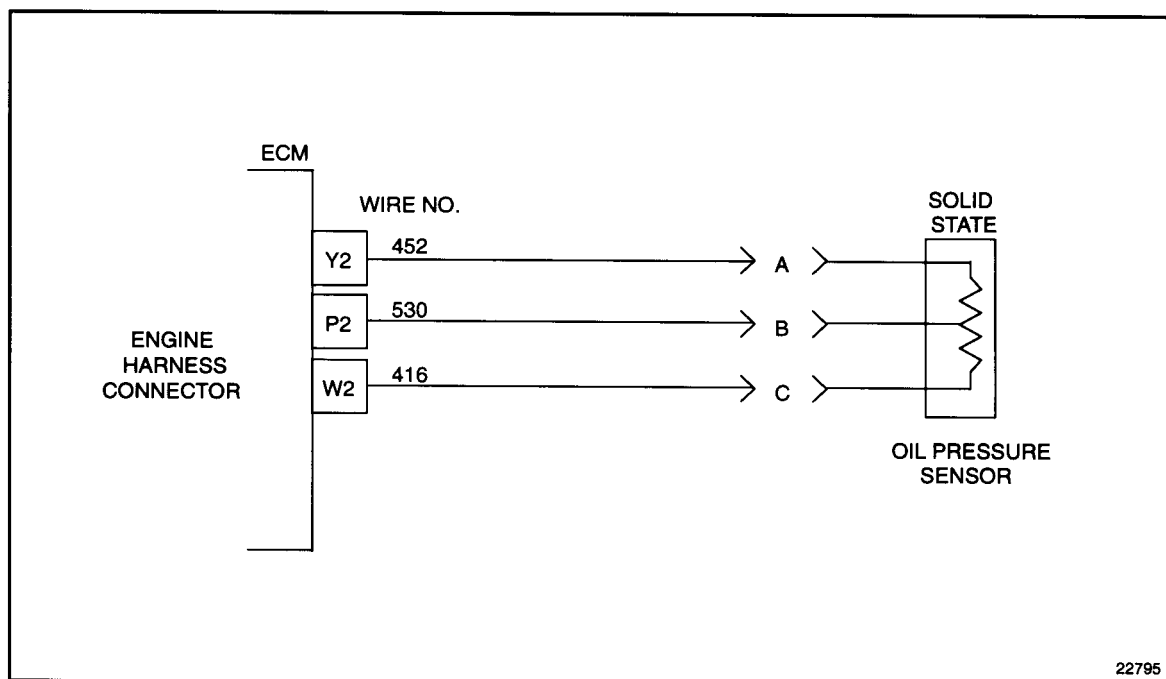 ECM
WIRE NO.
SOLID
STATE
Y2
452
A
P2
530
B
ENGINE
HARNESS
CONNECTOR
W2
416
C
OIL PRESSURE
SENSOR
22795